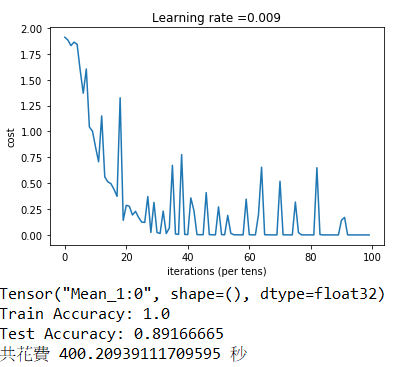 Learning rate =0.009
2.00
1.75
1.50
1.25
1.00
0.75
0.50
0.25
0.00
cost
0 20 40 60 80 100
iterations (per tens)
Tensor("Mean_1:0", shape=(), dtype=float32)
Train Accuracy: 1.0
Test Accuracy: 0.89166665
共花費 400.20939111709595 秒